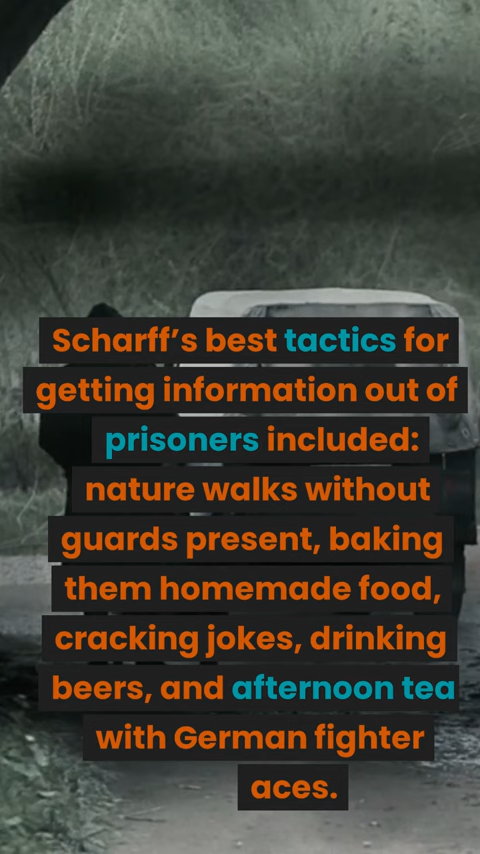 Scharff’s best tactics for
getting information out of
prisoners included:
nature walks without
guards present, baking
them homemade food,
cracking jokes, drinking
beers, and afternoon tea
with German fighter
aces.